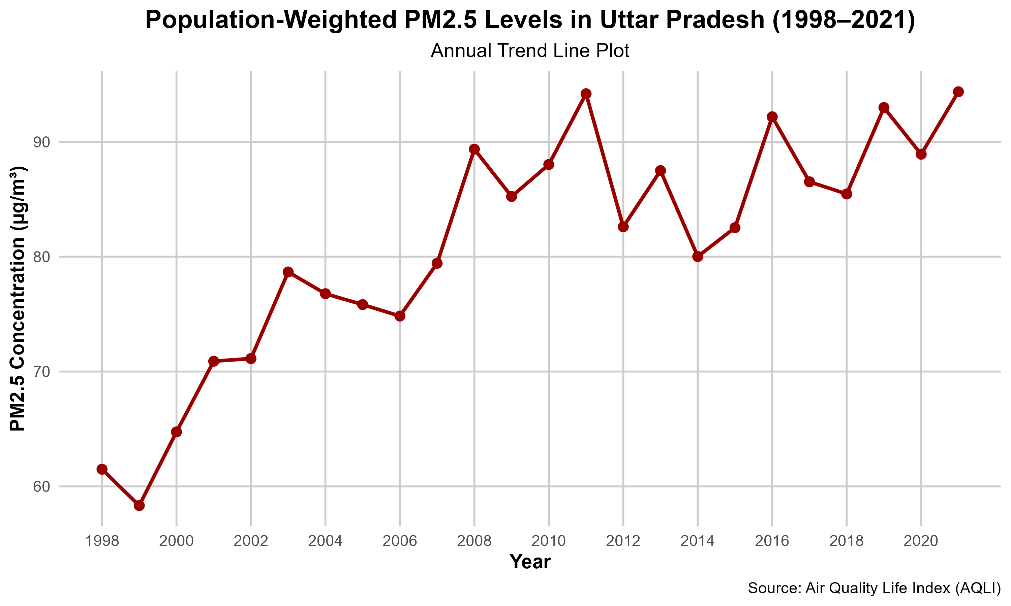 Population-Weighted PM2.5 Levels in Uttar Pradesh (1998–2021)
Annual Trend Line Plot
PM2.5 Concentration (µg/m³)
90
80
70
60
1998 2000 2002 2004 2006 2008 2010 2012 2014 2016 2018 2020
Year
Source: Air Quality Life Index (AQLI)